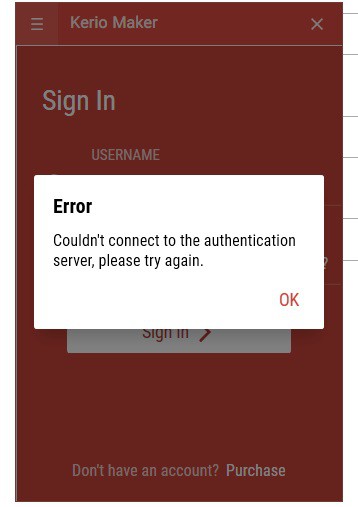 Kerio Maker
Sign In
USERNAME
Error
Couldn't connect to the authentication
server, please try again.
?
OK
Sign In
Don't have an account? Purchase